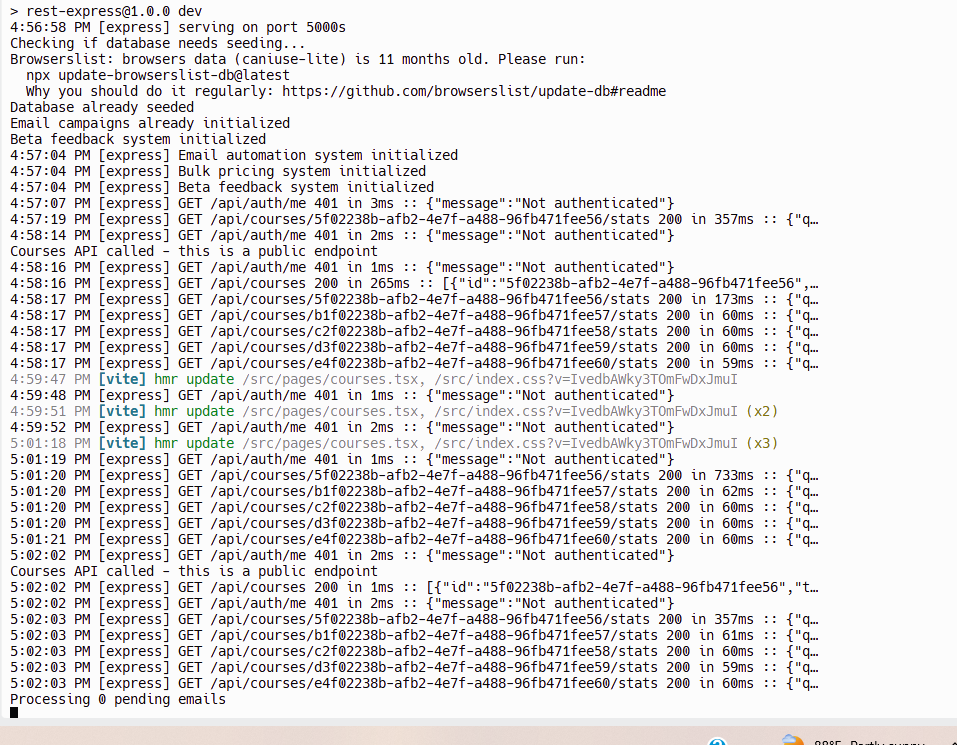 > rest-express@1.0.0 dev
4:56:58 PM [express] serving on port 5000s
Checking if database needs seeding...
Browserslist: browsers data (caniuse-lite) is 11 months old. Please run:
  npx update-browserslist-db@latest
  Why you should do it regularly: https://github.com/browserslist/update-db#readme
Database already seeded
Email campaigns already initialized
Beta feedback system initialized
4:57:04 PM [express] Email automation system initialized
4:57:04 PM [express] Bulk pricing system initialized
4:57:04 PM [express] Beta feedback system initialized
4:57:07 PM [express] GET /api/auth/me 401 in 3ms :: {"message":"Not authenticated"}
4:57:19 PM [express] GET /api/courses/5f02238b-afb2-4e7f-a488-96fb471fee56/stats 200 in 357ms :: {"q…
4:58:14 PM [express] GET /api/auth/me 401 in 2ms :: {"message":"Not authenticated"}
Courses API called - this is a public endpoint
4:58:16 PM [express] GET /api/auth/me 401 in 1ms :: {"message":"Not authenticated"}
4:58:16 PM [express] GET /api/courses 200 in 265ms :: [{"id":"5f02238b-afb2-4e7f-a488-96fb471fee56",…
4:58:17 PM [express] GET /api/courses/5f02238b-afb2-4e7f-a488-96fb471fee56/stats 200 in 173ms :: {"q…
4:58:17 PM [express] GET /api/courses/b1f02238b-afb2-4e7f-a488-96fb471fee57/stats 200 in 60ms :: {"q…
4:58:17 PM [express] GET /api/courses/c2f02238b-afb2-4e7f-a488-96fb471fee58/stats 200 in 60ms :: {"q…
4:58:17 PM [express] GET /api/courses/d3f02238b-afb2-4e7f-a488-96fb471fee59/stats 200 in 60ms :: {"q…
4:58:17 PM [express] GET /api/courses/e4f02238b-afb2-4e7f-a488-96fb471fee60/stats 200 in 59ms :: {"q…
4:59:47 PM [vite] hmr update /src/pages/courses.tsx, /src/index.css?v=IvedbAWky3TOmFwDxJmuI
4:59:48 PM [express] GET /api/auth/me 401 in 1ms :: {"message":"Not authenticated"}
4:59:51 PM [vite] hmr update /src/pages/courses.tsx, /src/index.css?v=IvedbAWky3TOmFwDxJmuI (x2)
4:59:52 PM [express] GET /api/auth/me 401 in 2ms :: {"message":"Not authenticated"}
5:01:18 PM [vite] hmr update /src/pages/courses.tsx, /src/index.css?v=IvedbAWky3TOmFwDxJmuI (x3)
5:01:19 PM [express] GET /api/auth/me 401 in 1ms :: {"message":"Not authenticated"}
5:01:20 PM [express] GET /api/courses/5f02238b-afb2-4e7f-a488-96fb471fee56/stats 200 in 733ms :: {"q…
5:01:20 PM [express] GET /api/courses/b1f02238b-afb2-4e7f-a488-96fb471fee57/stats 200 in 62ms :: {"q…
5:01:20 PM [express] GET /api/courses/c2f02238b-afb2-4e7f-a488-96fb471fee58/stats 200 in 60ms :: {"q…
5:01:20 PM [express] GET /api/courses/d3f02238b-afb2-4e7f-a488-96fb471fee59/stats 200 in 60ms :: {"q…
5:01:21 PM [express] GET /api/courses/e4f02238b-afb2-4e7f-a488-96fb471fee60/stats 200 in 60ms :: {"q…
5:02:02 PM [express] GET /api/auth/me 401 in 2ms :: {"message":"Not authenticated"}
Courses API called - this is a public endpoint
5:02:02 PM [express] GET /api/courses 200 in 1ms :: [{"id":"5f02238b-afb2-4e7f-a488-96fb471fee56","t…
5:02:02 PM [express] GET /api/auth/me 401 in 2ms :: {"message":"Not authenticated"}
5:02:03 PM [express] GET /api/courses/5f02238b-afb2-4e7f-a488-96fb471fee56/stats 200 in 357ms :: {"q…
5:02:03 PM [express] GET /api/courses/b1f02238b-afb2-4e7f-a488-96fb471fee57/stats 200 in 61ms :: {"q…
5:02:03 PM [express] GET /api/courses/c2f02238b-afb2-4e7f-a488-96fb471fee58/stats 200 in 60ms :: {"q…
5:02:03 PM [express] GET /api/courses/d3f02238b-afb2-4e7f-a488-96fb471fee59/stats 200 in 59ms :: {"q…
5:02:03 PM [express] GET /api/courses/e4f02238b-afb2-4e7f-a488-96fb471fee60/stats 200 in 60ms :: {"q…
Processing 0 pending emails
88°F Partly sunny